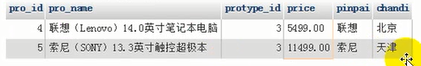 pro_id pro_name protype_id price pinpai chandi
4 联想（Lenovo）14.0英寸笔记本电脑 3 5499.00 联想 北京
5 索尼（SONY）13.3英寸触控超极本 3 11499.00 索尼 天津